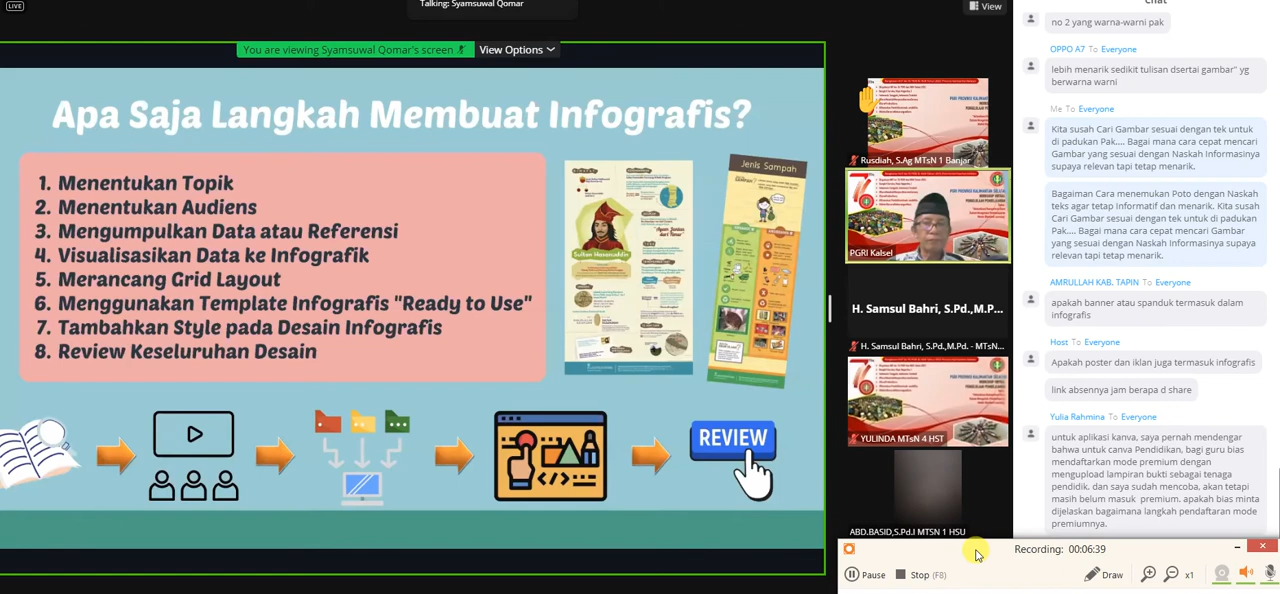 LIVE
Talking: Syamsuwal Qomar
View
You are viewing Syamsuwal Qomar's screen
View Options
Apa Saja Langkah Membuat Infografis?
1. Menentukan Topik
2. Menentukan Audiens
3. Mengumpulkan Data atau Referensi
4. Visualisasikan Data ke Infografik
5. Merancang Grid Layout
6. Menggunakan Template Infografis "Ready to Use"
7. Tambahkan Style pada Desain Infografis
8. Review Keseluruhan Desain
Sultan Hasanuddin
Jenis Sampah
REVIEW
Rusdiah, S.Ag MTsN 1 Banjar
PGRI Kalsel
H. Samsul Bahri, S.Pd.,M.P...
H. Samsul Bahri, S.Pd.,M.Pd. - MTsN...
YULINDA MTsN 4 HST
ABD.BASID,S.Pd.I MTSN 1 HSU
Chat
no 2 yang warna-warni pak
OPPO A7 To Everyone
lebih menarik sedikit tulisan dsertai gambar" yg
berwarna warni
Me To Everyone
Kita susah Cari Gambar sesuai dengan tek untuk
di padukan Pak.... Bagai mana cara cepat mencari
Gambar yang sesuai dengan Naskah Informasinya
supaya relevan tapi tetap menarik.
Bagaiman Cara menemukan Poto dengan Naskah
teks agar tetap informatif dan menarik. Kita susah
Cari Gambar sesuai dengan tek untuk di padukan
Pak.... Bagai mana cara cepat mencari Gambar
yang sesuai dengan Naskah Informasinya supaya
relevan tapi tetap menarik.
AMRULLAH KAB. TAPIN To Everyone
apakah banner atau spanduk termasuk dalam
infografis
Host To Everyone
Apakah poster dan iklan juga termasuk infografis
link absennya jam berapa d share
Yulia Rahmina To Everyone
untuk aplikasi kanva, saya pernah mendengar
bahwa untuk canva Pendidikan, bagi guru bias
mendaftarkan mode premium dengan
mengupload lampiran bukti sebagai tenaga
pendidik. dan saya sudah mencoba, akan tetapi
masih belum masuk premium. apakah bias minta
dijelaskan bagaimana langkah pendaftaran mode
premiumnya.
Recording: 00:06:39
Pause
Stop (F8)
Draw
x1